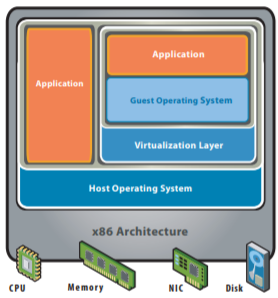 Application
Application
Guest Operating System
Virtualization Layer
Host Operating System
x86 Architecture
CPU
Memory
NIC
Disk